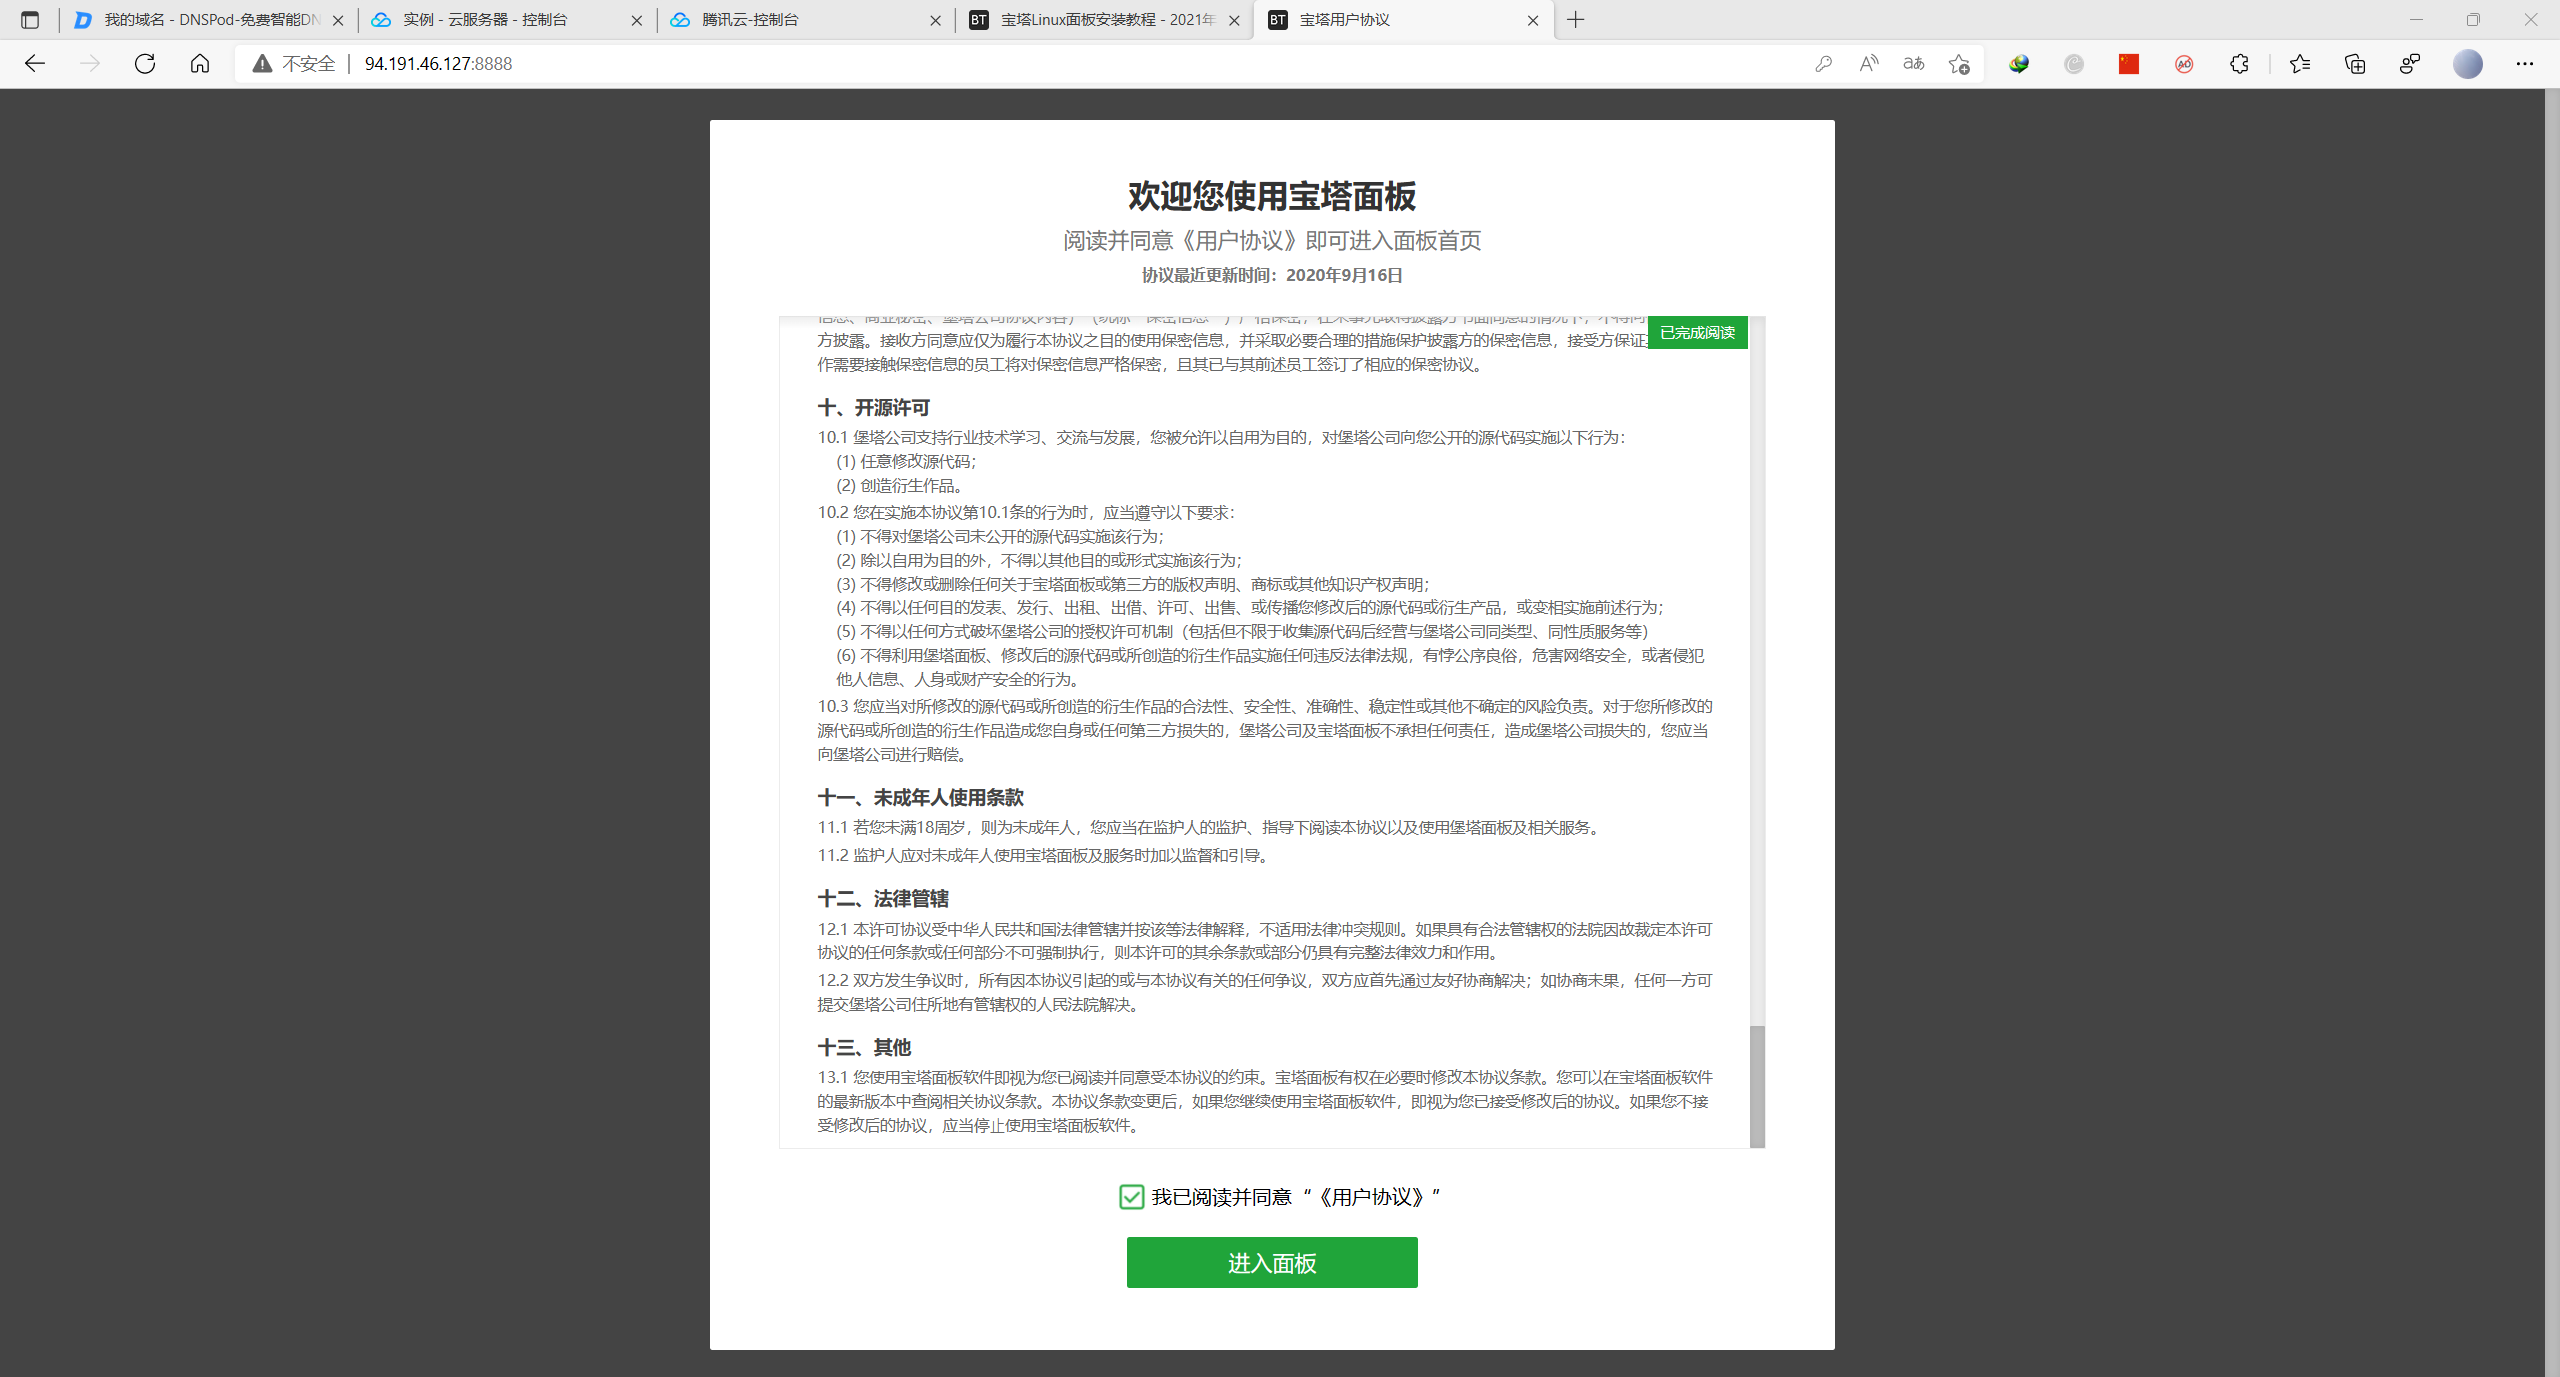 我的域名 - DNSPod-免费智能DN
实例 - 云服务器 - 控制台
腾讯云-控制台
BT 宝塔Linux面板安装教程 - 2021年
BT 宝塔用户协议
不安全
94.191.46.127:8888
欢迎您使用宝塔面板
阅读并同意《用户协议》即可进入面板首页
协议最近更新时间：2020年9月16日
已完成阅读
方披露。接收方同意应仅为履行本协议之目的使用保密信息，并采取必要合理的措施保护披露方的保密信息，接受方保证
作需要接触保密信息的员工将对保密信息严格保密，且其已与其前述员工签订了相应的保密协议。
十、开源许可
10.1 堡塔公司支持行业技术学习、交流与发展，您被允许以自用为目的，对堡塔公司向您公开的源代码实施以下行为：
(1) 任意修改源代码；
(2) 创造衍生作品。
10.2 您在实施本协议第10.1条的行为时，应当遵守以下要求：
(1) 不得对堡塔公司未公开的源代码实施该行为；
(2) 除以自用为目的外，不得以其他目的或形式实施该行为；
(3) 不得修改或删除任何关于宝塔面板或第三方的版权声明、商标或其他知识产权声明；
(4) 不得以任何目的发表、发行、出租、出借、许可、出售、或传播您修改后的源代码或衍生产品，或变相实施前述行为；
(5) 不得以任何方式破坏堡塔公司的授权许可机制（包括但不限于收集源代码后经营与堡塔公司同类型、同性质服务等）
(6) 不得利用堡塔面板、修改后的源代码或所创造的衍生作品实施任何违反法律法规，有悖公序良俗，危害网络安全，或者侵犯
他人信息、人身或财产安全的行为。
10.3 您应当对所修改的源代码或所创造的衍生作品的合法性、安全性、准确性、稳定性或其他不确定的风险负责。对于您所修改的
源代码或所创造的衍生作品造成您自身或任何第三方损失的，堡塔公司及宝塔面板不承担任何责任，造成堡塔公司损失的，您应当
向堡塔公司进行赔偿。
十一、未成年人使用条款
11.1 若您未满18周岁，则为未成年人，您应当在监护人的监护、指导下阅读本协议以及使用堡塔面板及相关服务。
11.2 监护人应对未成年人使用宝塔面板及服务时加以监督和引导。
十二、法律管辖
12.1 本许可协议受中华人民共和国法律管辖并按该等法律解释，不适用法律冲突规则。如果具有合法管辖权的法院因故裁定本许可
协议的任何条款或任何部分不可强制执行，则本许可的其余条款或部分仍具有完整法律效力和作用。
12.2 双方发生争议时，所有因本协议引起的或与本协议有关的任何争议，双方应首先通过友好协商解决；如协商未果，任何一方可
提交堡塔公司住所地有管辖权的人民法院解决。
十三、其他
13.1 您使用宝塔面板软件即视为您已阅读并同意受本协议的约束。宝塔面板有权在必要时修改本协议条款。您可以在宝塔面板软件
的最新版本中查阅相关协议条款。本协议条款变更后，如果您继续使用宝塔面板软件，即视为您已接受修改后的协议。如果您不接
受修改后的协议，应当停止使用宝塔面板软件。
我已阅读并同意“《用户协议》”
进入面板